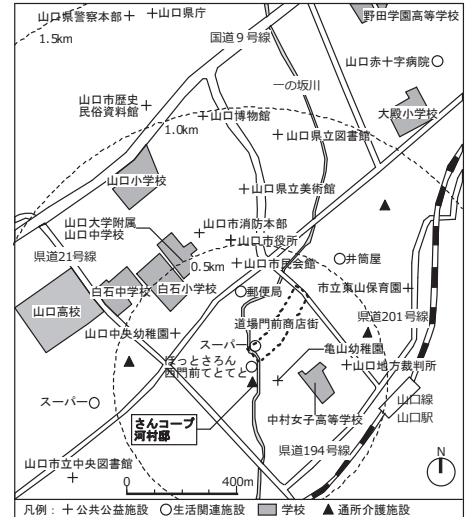 山口県警察本部
山口県庁
野田学園高等学校
1.5km
国道9号線
山口赤十字病院
一の坂川
山口市歴史
民俗資料館
山口博物館
大殿小学校
1.0km
山口県立図書館
山口小学校
山口県立美術館
山口大学附属
山口中学校
山口市消防本部
山口市役所
県道21号線
0.5km
山口市民会館
井筒屋
白石中学校
白石小学校
郵便局
市立東山保育園
山口高校
道場門前商店街
県道201号線
山口中央幼稚園
スーパー
亀山幼稚園
ほっとさろん
西門前てとてと
山口地方裁判所
スーパー
さんコープ
河村邸
中村女子高等学校
山口線
山口駅
県道194号線
山口市立中央図書館
N
0
400m
凡例：
公共公益施設
生活関連施設
学校
通所介護施設